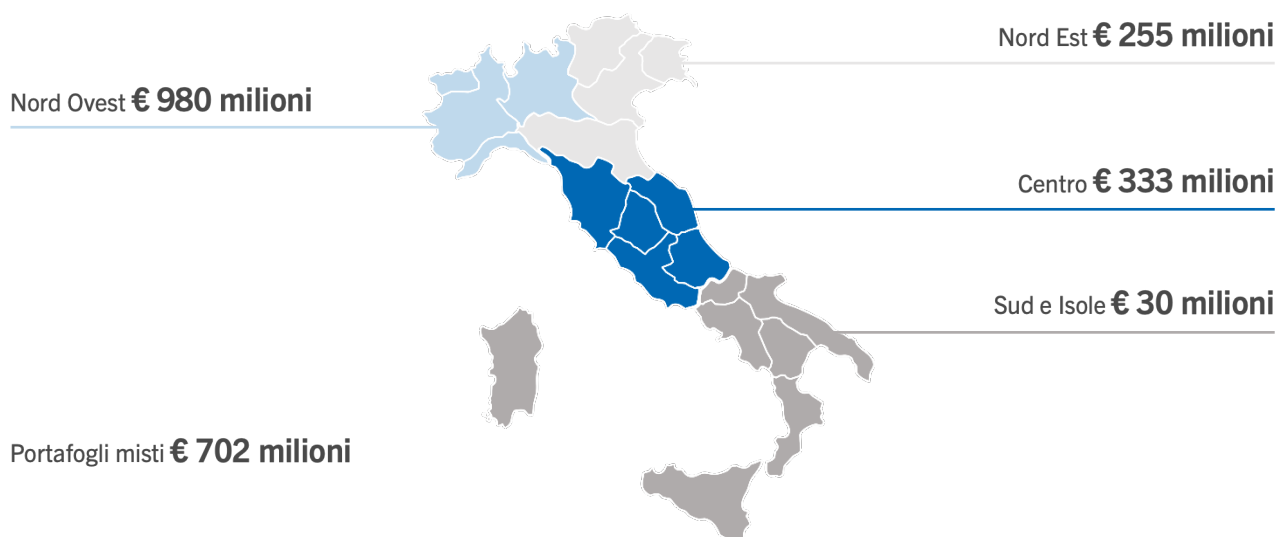 Nord Est € 255 milioni
Nord Ovest € 980 milioni
Centro € 333 milioni
Sud e Isole € 30 milioni
Portafogli misti € 702 milioni